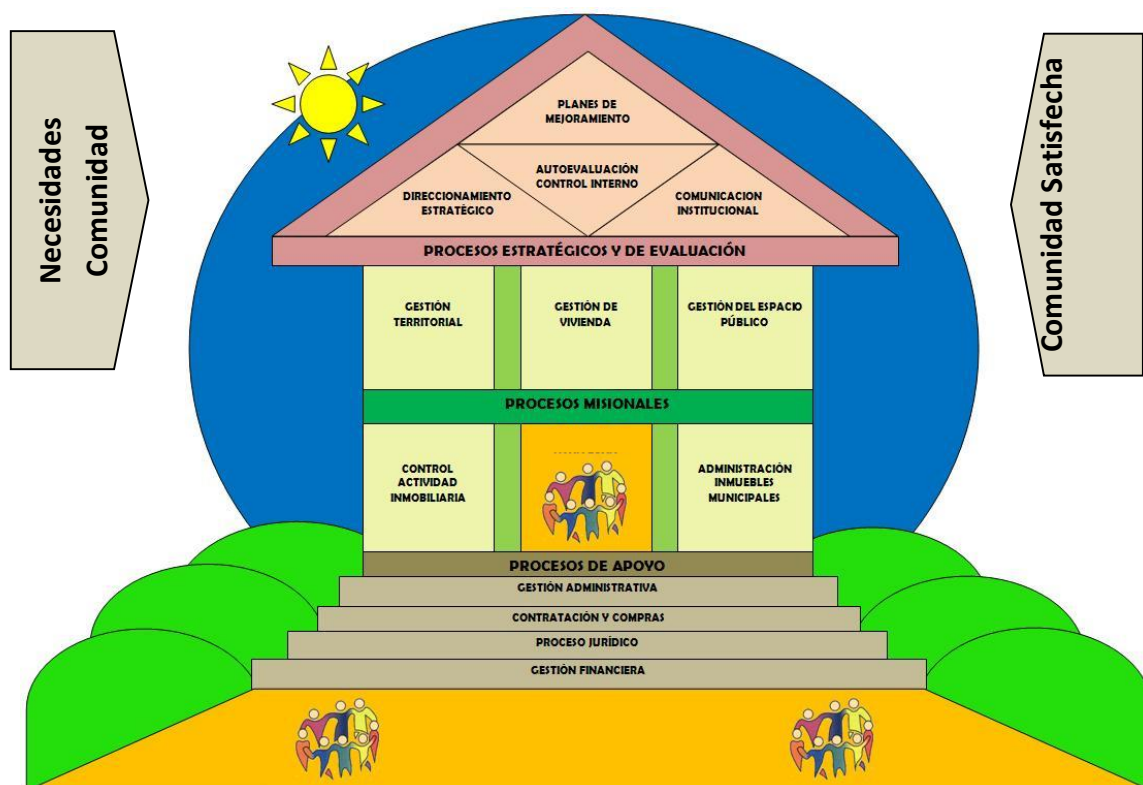 Necesidades
Comunidad
PLANES DE
MEJORAMIENTO
AUTOEVALUACIÓN
CONTROL INTERNO
DIRECCIONAMIENTO
ESTRATÉGICO
COMUNICACION
INSTITUCIONAL
PROCESOS ESTRATÉGICOS Y DE EVALUACIÓN
GESTIÓN
TERRITORIAL
GESTIÓN DE
VIVIENDA
GESTIÓN DEL ESPACIO
PÚBLICO
PROCESOS MISIONALES
CONTROL
ACTIVIDAD
INMOBILIARIA
ADMINISTRACIÓN
INMUEBLES
MUNICIPALES
PROCESOS DE APOYO
GESTIÓN ADMINISTRATIVA
CONTRATACIÓN Y COMPRAS
PROCESO JURÍDICO
GESTIÓN FINANCIERA
Comunidad Satisfecha